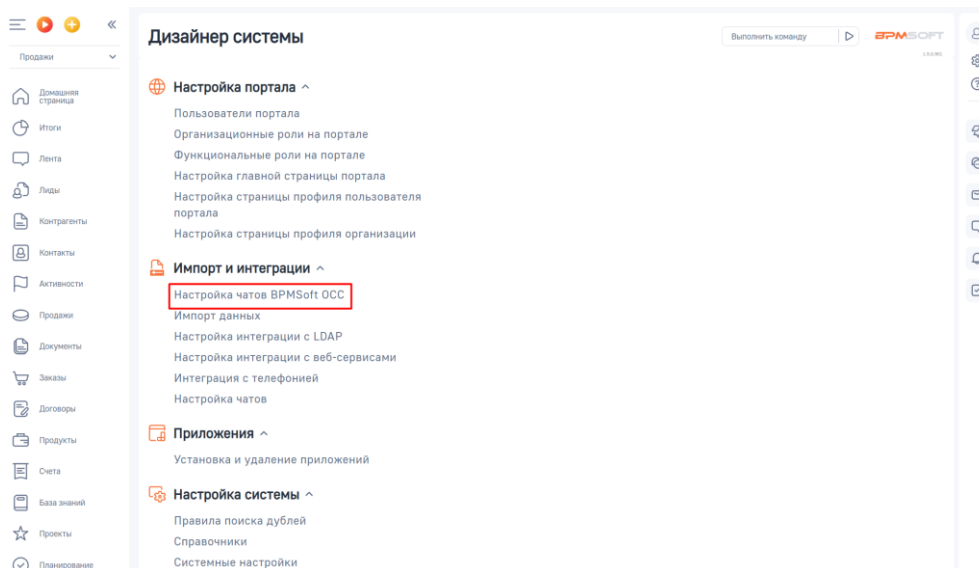 Дизайнер системы
Выполнить команду
BPMSOFT
Продажи
Домашняя
страница
Итоги
Лента
Лиды
Контрагенты
Контакты
Активности
Продажи
Документы
Заказы
Договоры
Продукты
Счета
База знаний
Проекты
Планирование
Настройка портала
Пользователи портала
Организационные роли на портале
Функциональные роли на портале
Настройка главной страницы портала
Настройка страницы профиля пользователя
портала
Настройка страницы профиля организации
Импорт и интеграции
Настройка чатов BPMSoft OCC
Импорт данных
Настройка интеграции с LDAP
Настройка интеграции с веб-сервисами
Интеграция с телефонией
Настройка чатов
Приложения
Установка и удаление приложений
Настройка системы
Правила поиска дублей
Справочники
Системные настройки